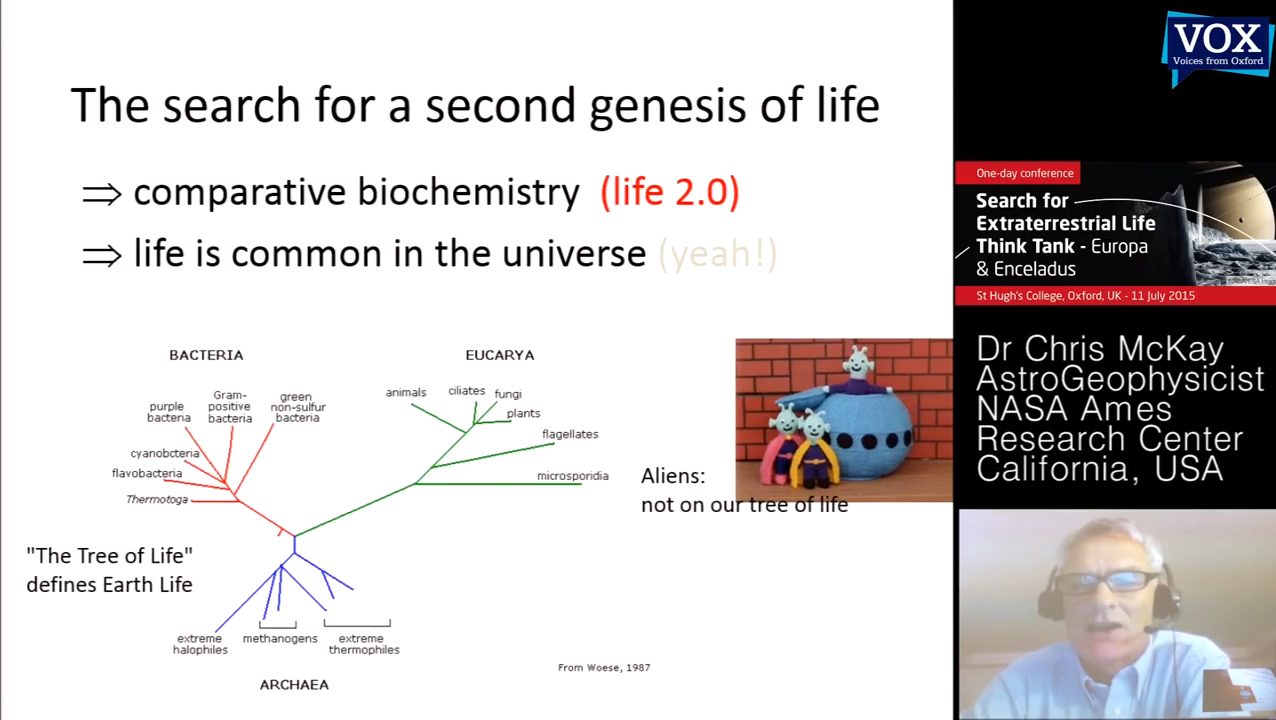 The search for a second genesis of life
⇒ comparative biochemistry (life 2.0)
⇒ life is common in the universe (yeah!)
BACTERIA
purple
bacteria
Gram-
positive
bacteria
green
non-sulfur
bacteria
cyanobcteria
flavobacteria
Thermotoga
EUCARYA
animals
ciliates
fungi
plants
flagellates
microsporidia
Aliens:
not on our tree of life
"The Tree of Life"
defines Earth Life
extreme
halophiles
methanogens
extreme
thermophiles
ARCHAEA
From Woese, 1987
VOX
Voices from Oxford
One-day conference
Search for
Extraterrestrial Life
Think Tank - Europa
& Enceladus
St Hugh's College, Oxford, UK - 11 July 2015
Dr Chris McKay
AstroGeophysicist
NASA Ames
Research Center
California, USA